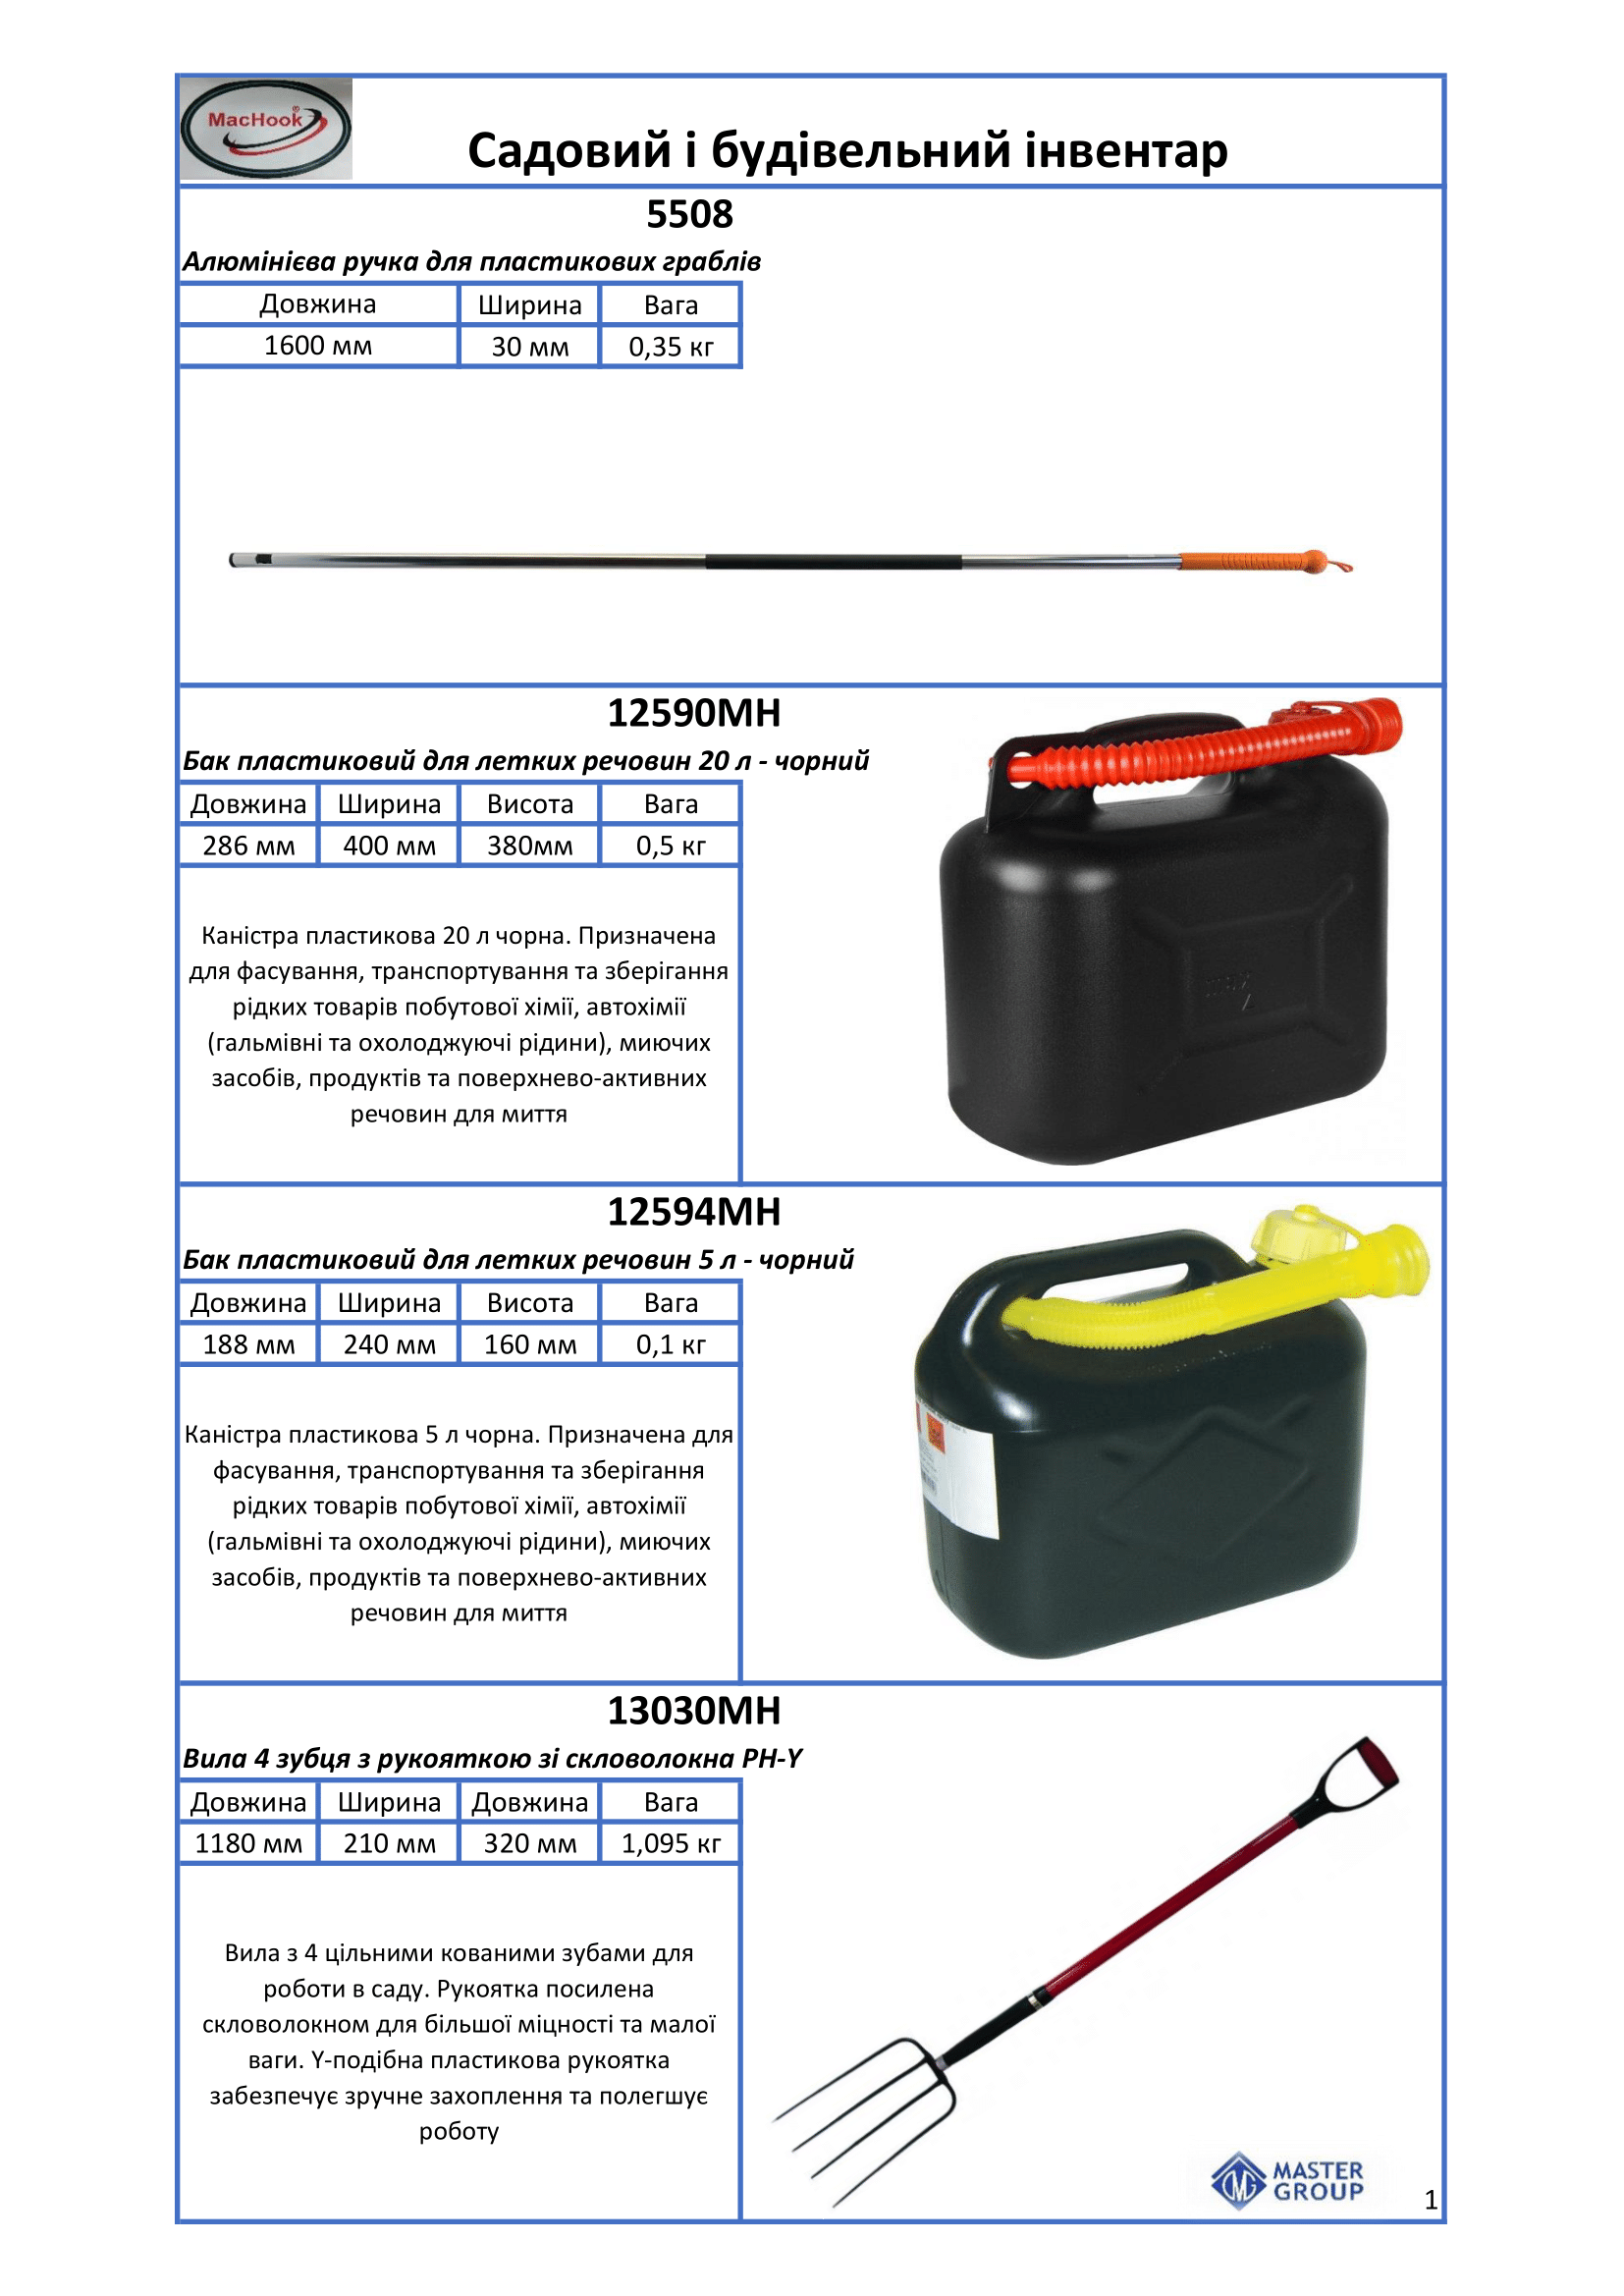 MacHook®
Садовий і будівельний інвентар
5508
Алюмінієва ручка для пластикових граблів
Довжина Ширина Вага
1600 мм 30 мм 0,35 кг
12590MH
Бак пластиковий для летких речовин 20 л - чорний
Довжина Ширина Висота Вага
286 мм 400 мм 380мм 0,5 кг
Каністра пластикова 20 л чорна. Призначена
для фасування, транспортування та зберігання
рідких товарів побутової хімії, автохімії
(гальмівні та охолоджуючі рідини), миючих
засобів, продуктів та поверхнево-активних
речовин для миття
12594MH
Бак пластиковий для летких речовин 5 л - чорний
Довжина Ширина Висота Вага
188 мм 240 мм 160 мм 0,1 кг
Каністра пластикова 5 л чорна. Призначена для
фасування, транспортування та зберігання
рідких товарів побутової хімії, автохімії
(гальмівні та охолоджуючі рідини), миючих
засобів, продуктів та поверхнево-активних
речовин для миття
13030MH
Вила 4 зубця з рукояткою зі скловолокна PH-Y
Довжина Ширина Довжина Вага
1180 мм 210 мм 320 мм 1,095 кг
Вила з 4 цільними кованими зубами для
роботи в саду. Рукоятка посилена
скловолокном для більшої міцності та малої
ваги. Y-подібна пластикова рукоятка
забезпечує зручне захоплення та полегшує
роботу
MASTER
GROUP
1